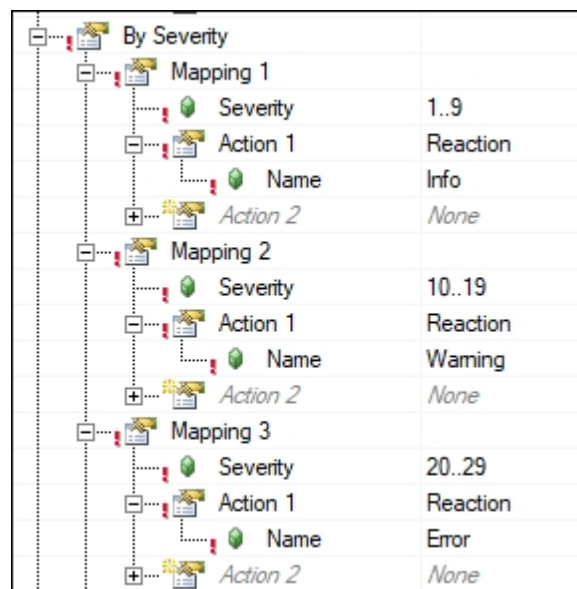 By Severity
Mapping 1
Severity 1..9
Action 1 Reaction
Name Info
Action 2 None
Mapping 2
Severity 10..19
Action 1 Reaction
Name Warning
Action 2 None
Mapping 3
Severity 20..29
Action 1 Reaction
Name Error
Action 2 None